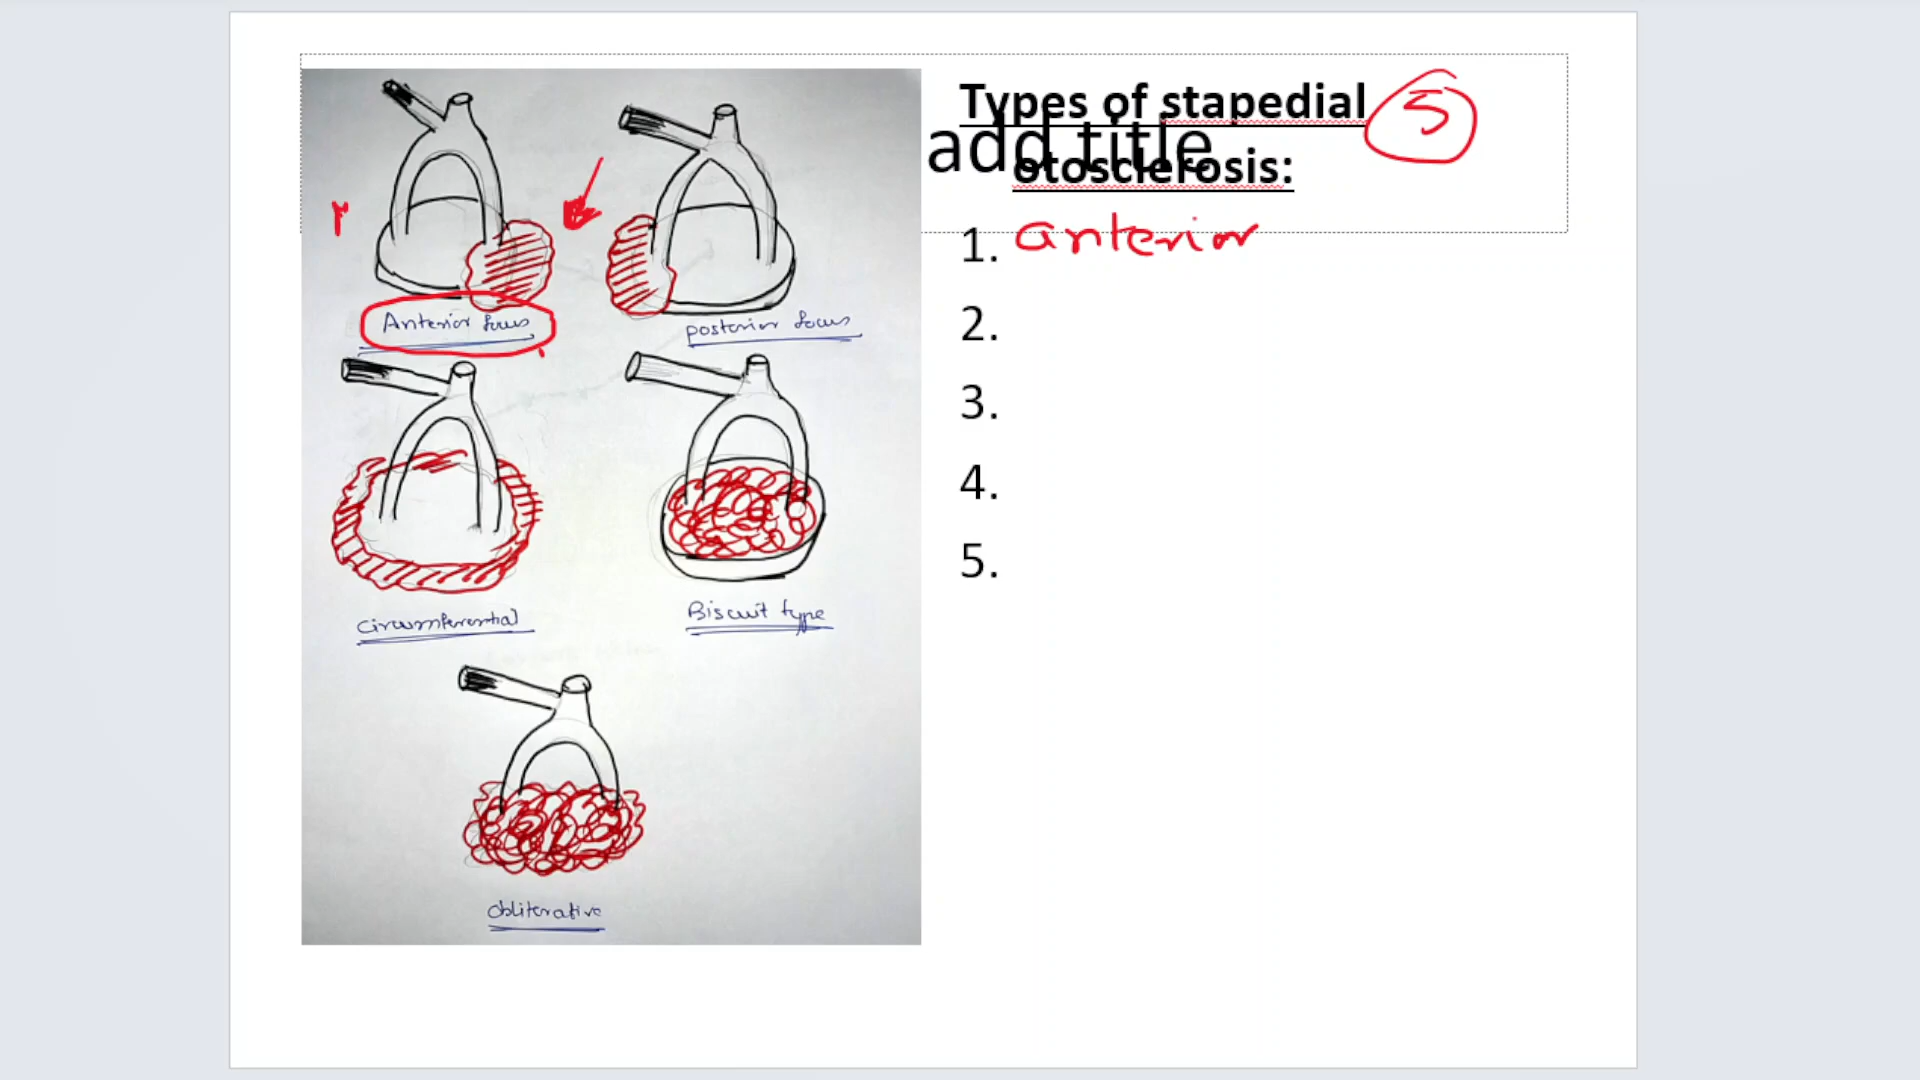 Types of stapedial 5
add title
otosclerosis:
1. anterior
2.
3.
4.
5.
P
Anterior focus
posterior focus
circumferential
Biscuit type
Obliterative